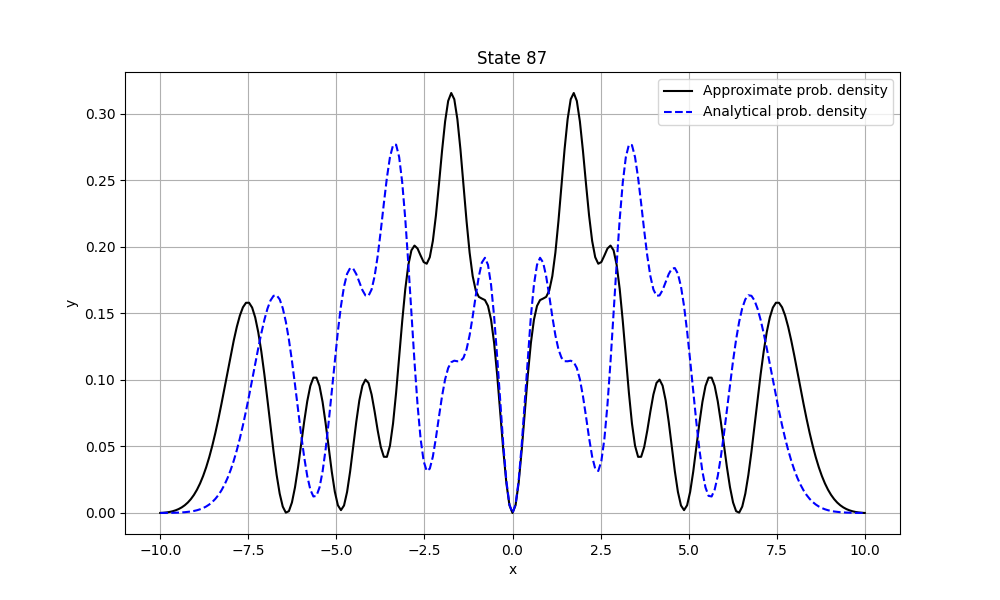 State 87
Approximate prob. density
Analytical prob. density
0.30
0.25
0.20
0.15
0.10
0.05
0.00
y
−10.0 −7.5 −5.0 −2.5 0.0 2.5 5.0 7.5 10.0
x